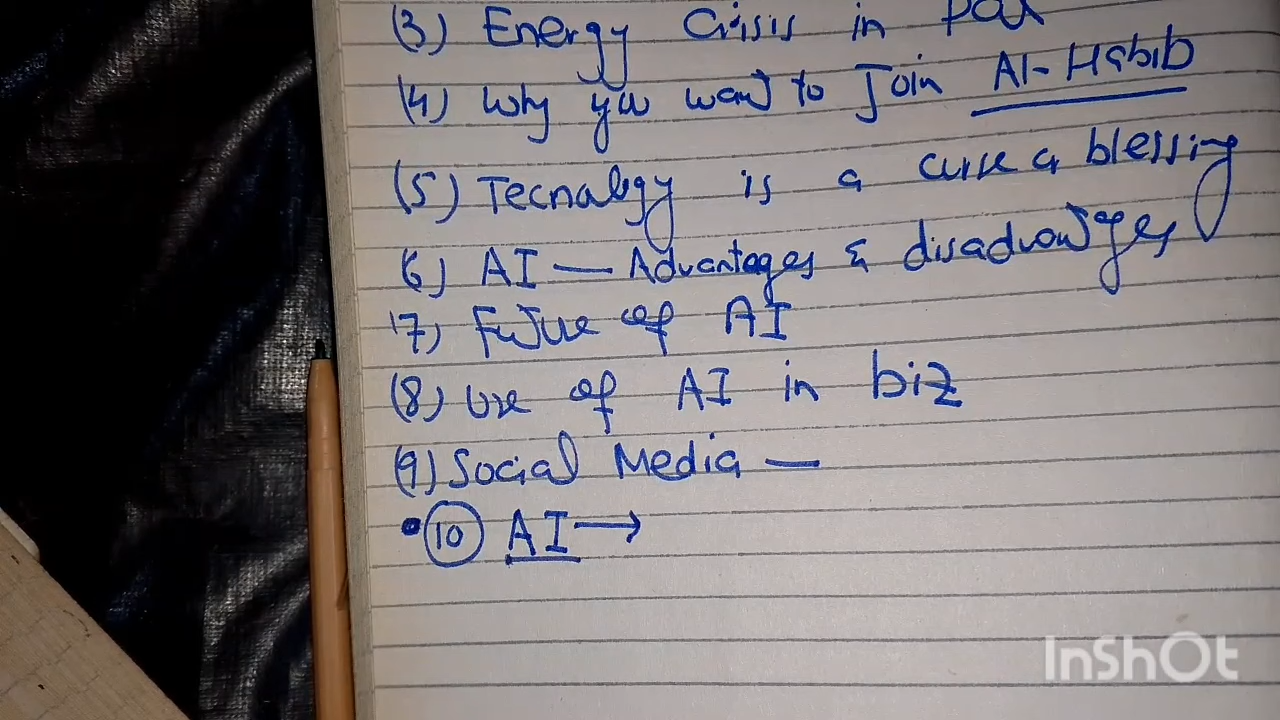 (3) Energy Crisis in Pak
(4) Why you want to Join Al-Habib
(5) Tecnalogy is a curse a blessing
(6) AI — Advantages & disadvantages
(7) Future of AI
(8) Use of AI in biz
(9) Social Media —
(10) AI →
InShOt